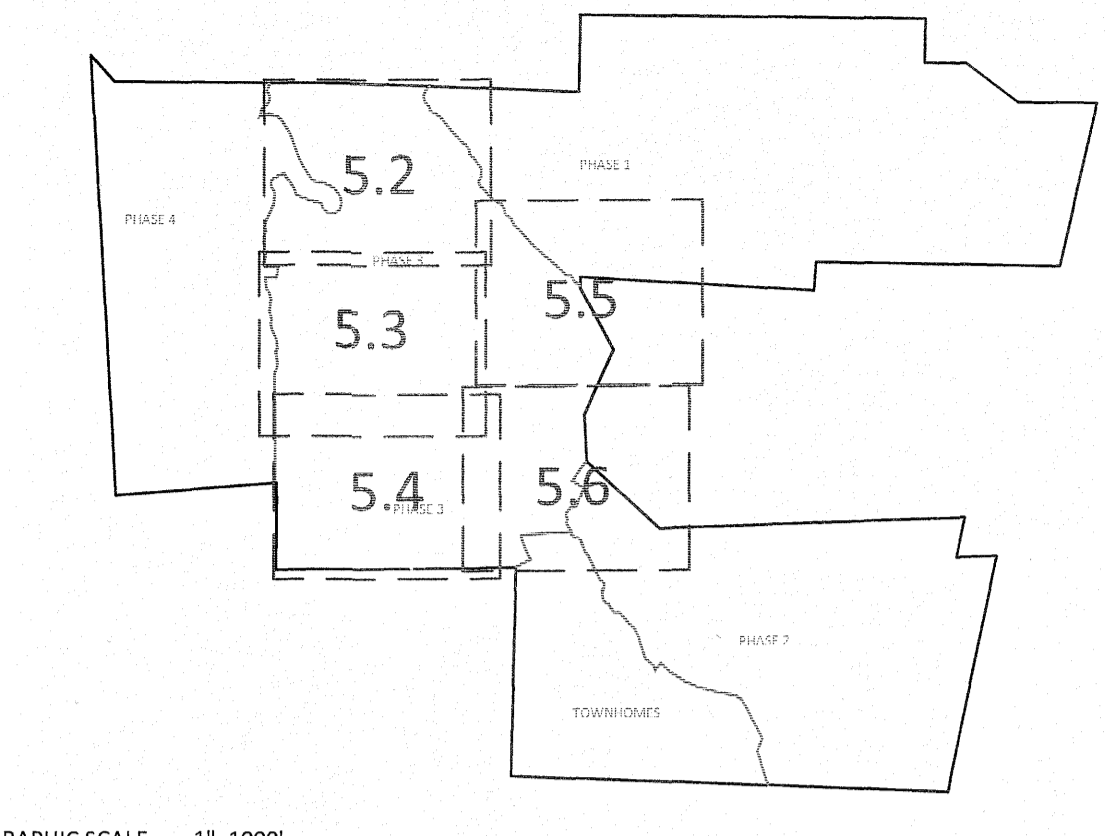 PHASE 1
5.2
PHASE 4
PHASE 3
5.5
5.3
5.4
PHASE 3
5.6
PHASE 2
TOWNHOMES
RAPHIC SCALE 1"=1000'